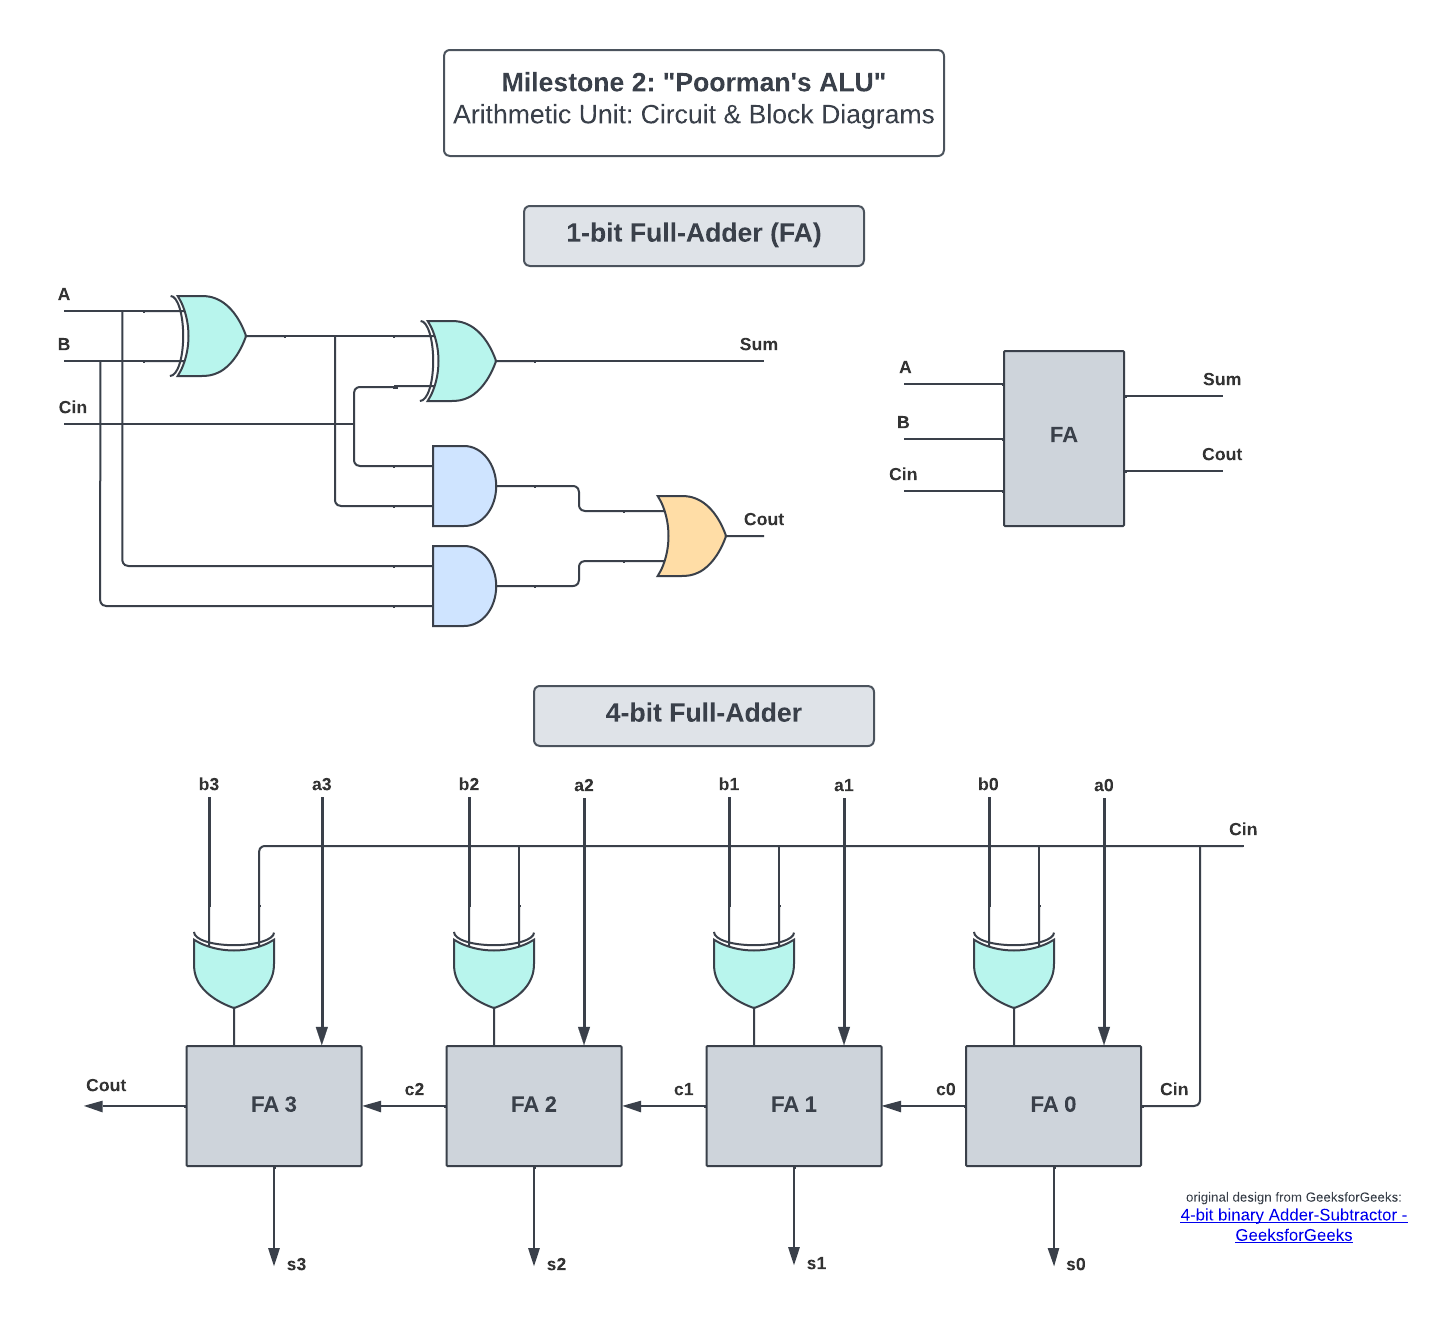 Milestone 2: "Poorman's ALU"
Arithmetic Unit: Circuit & Block Diagrams
1-bit Full-Adder (FA)
A
B
Cin
Sum
Cout
A
B
Cin
FA
Sum
Cout
4-bit Full-Adder
b3
a3
b2
a2
b1
a1
b0
a0
Cin
Cout
FA 3
c2
FA 2
c1
FA 1
c0
FA 0
Cin
s3
s2
s1
s0
original design from GeeksforGeeks:
4-bit binary Adder-Subtractor -
GeeksforGeeks